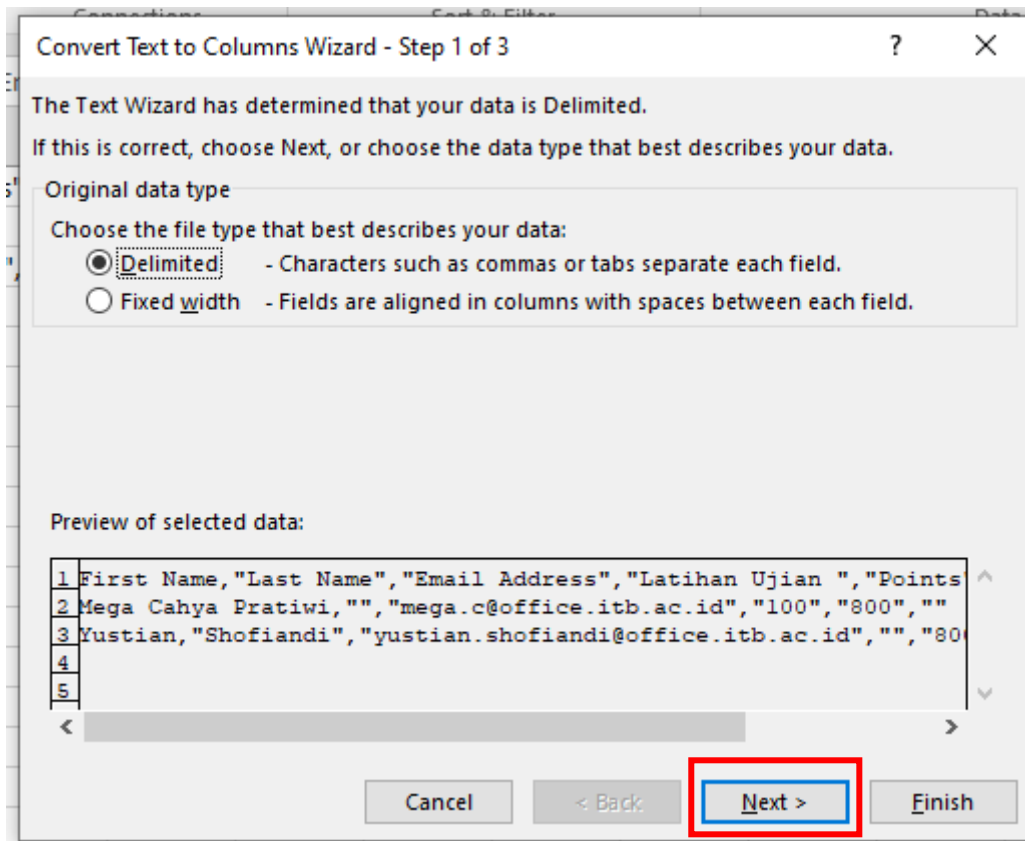 Connections Sort & Filter Data
Convert Text to Columns Wizard - Step 1 of 3 ?
The Text Wizard has determined that your data is Delimited.
If this is correct, choose Next, or choose the data type that best describes your data.
Original data type
Choose the file type that best describes your data:
Delimited - Characters such as commas or tabs separate each field.
Fixed width - Fields are aligned in columns with spaces between each field.
Preview of selected data:
1 First Name,"Last Name","Email Address","Latihan Ujian ","Points"
2 Mega Cahya Pratiwi,"","mega.c@office.itb.ac.id","100","800",""
3 Yustian,"Shofiandi","yustian.shofiandi@office.itb.ac.id","","800
4
5
Cancel < Back Next > Finish